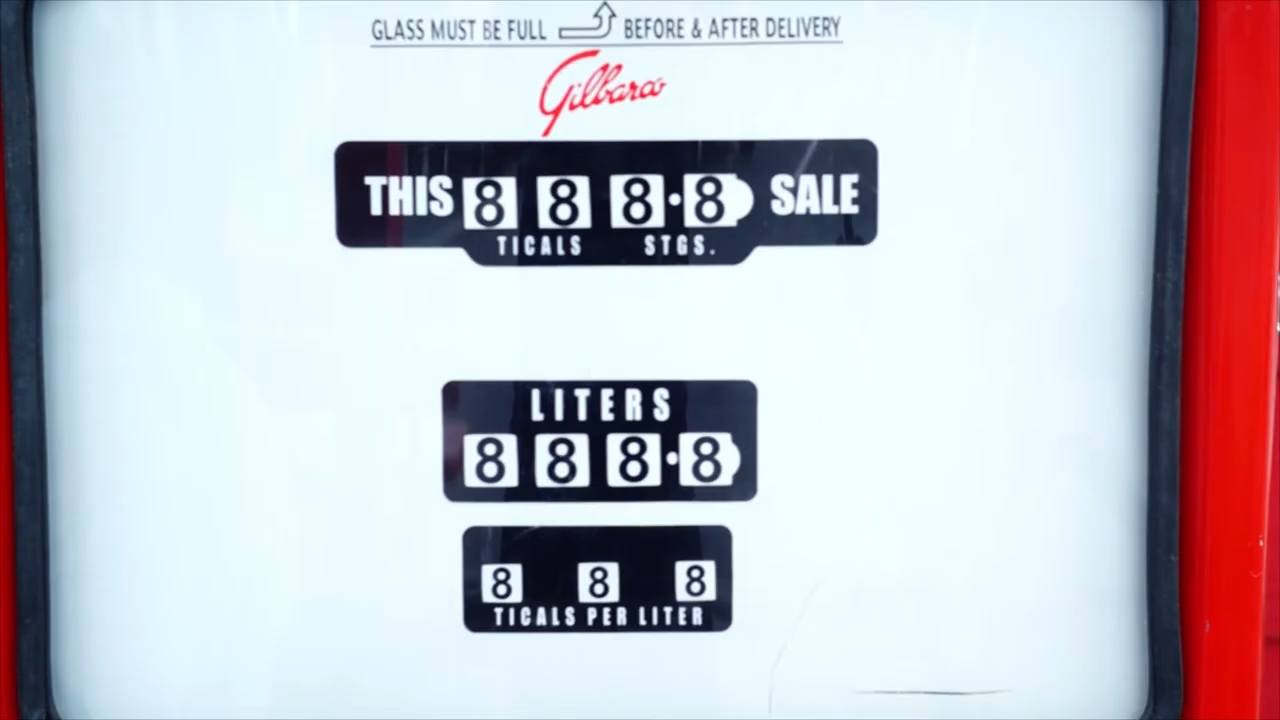 GLASS MUST BE FULL BEFORE & AFTER DELIVERY
Gilbarco
THIS 8 8 8.8 SALE
TICALS STGS.
LITERS
8 8 8.8
8 8 8
TICALS PER LITER